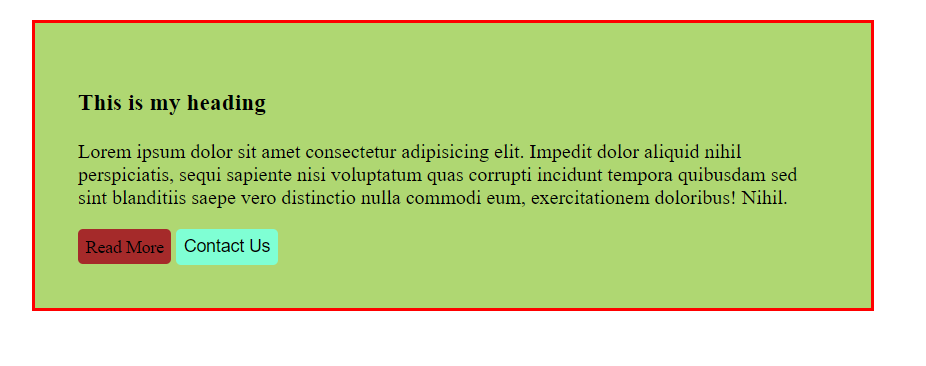 This is my heading
Lorem ipsum dolor sit amet consectetur adipisicing elit. Impedit dolor aliquid nihil
perspiciatis, sequi sapiente nisi voluptatum quas corrupti incidunt tempora quibusdam sed
sint blanditiis saepe vero distinctio nulla commodi eum, exercitationem doloribus! Nihil.
Read More Contact Us